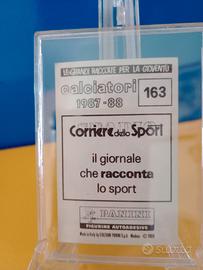 LE GRANDI RACCOLTE PER LA GIOVENTÙ
calciatori
1987-88
163
Corriere dello Sport
il giornale
che racconta
lo sport
PANINI
FIGURINE AUTOADESIVE
subito